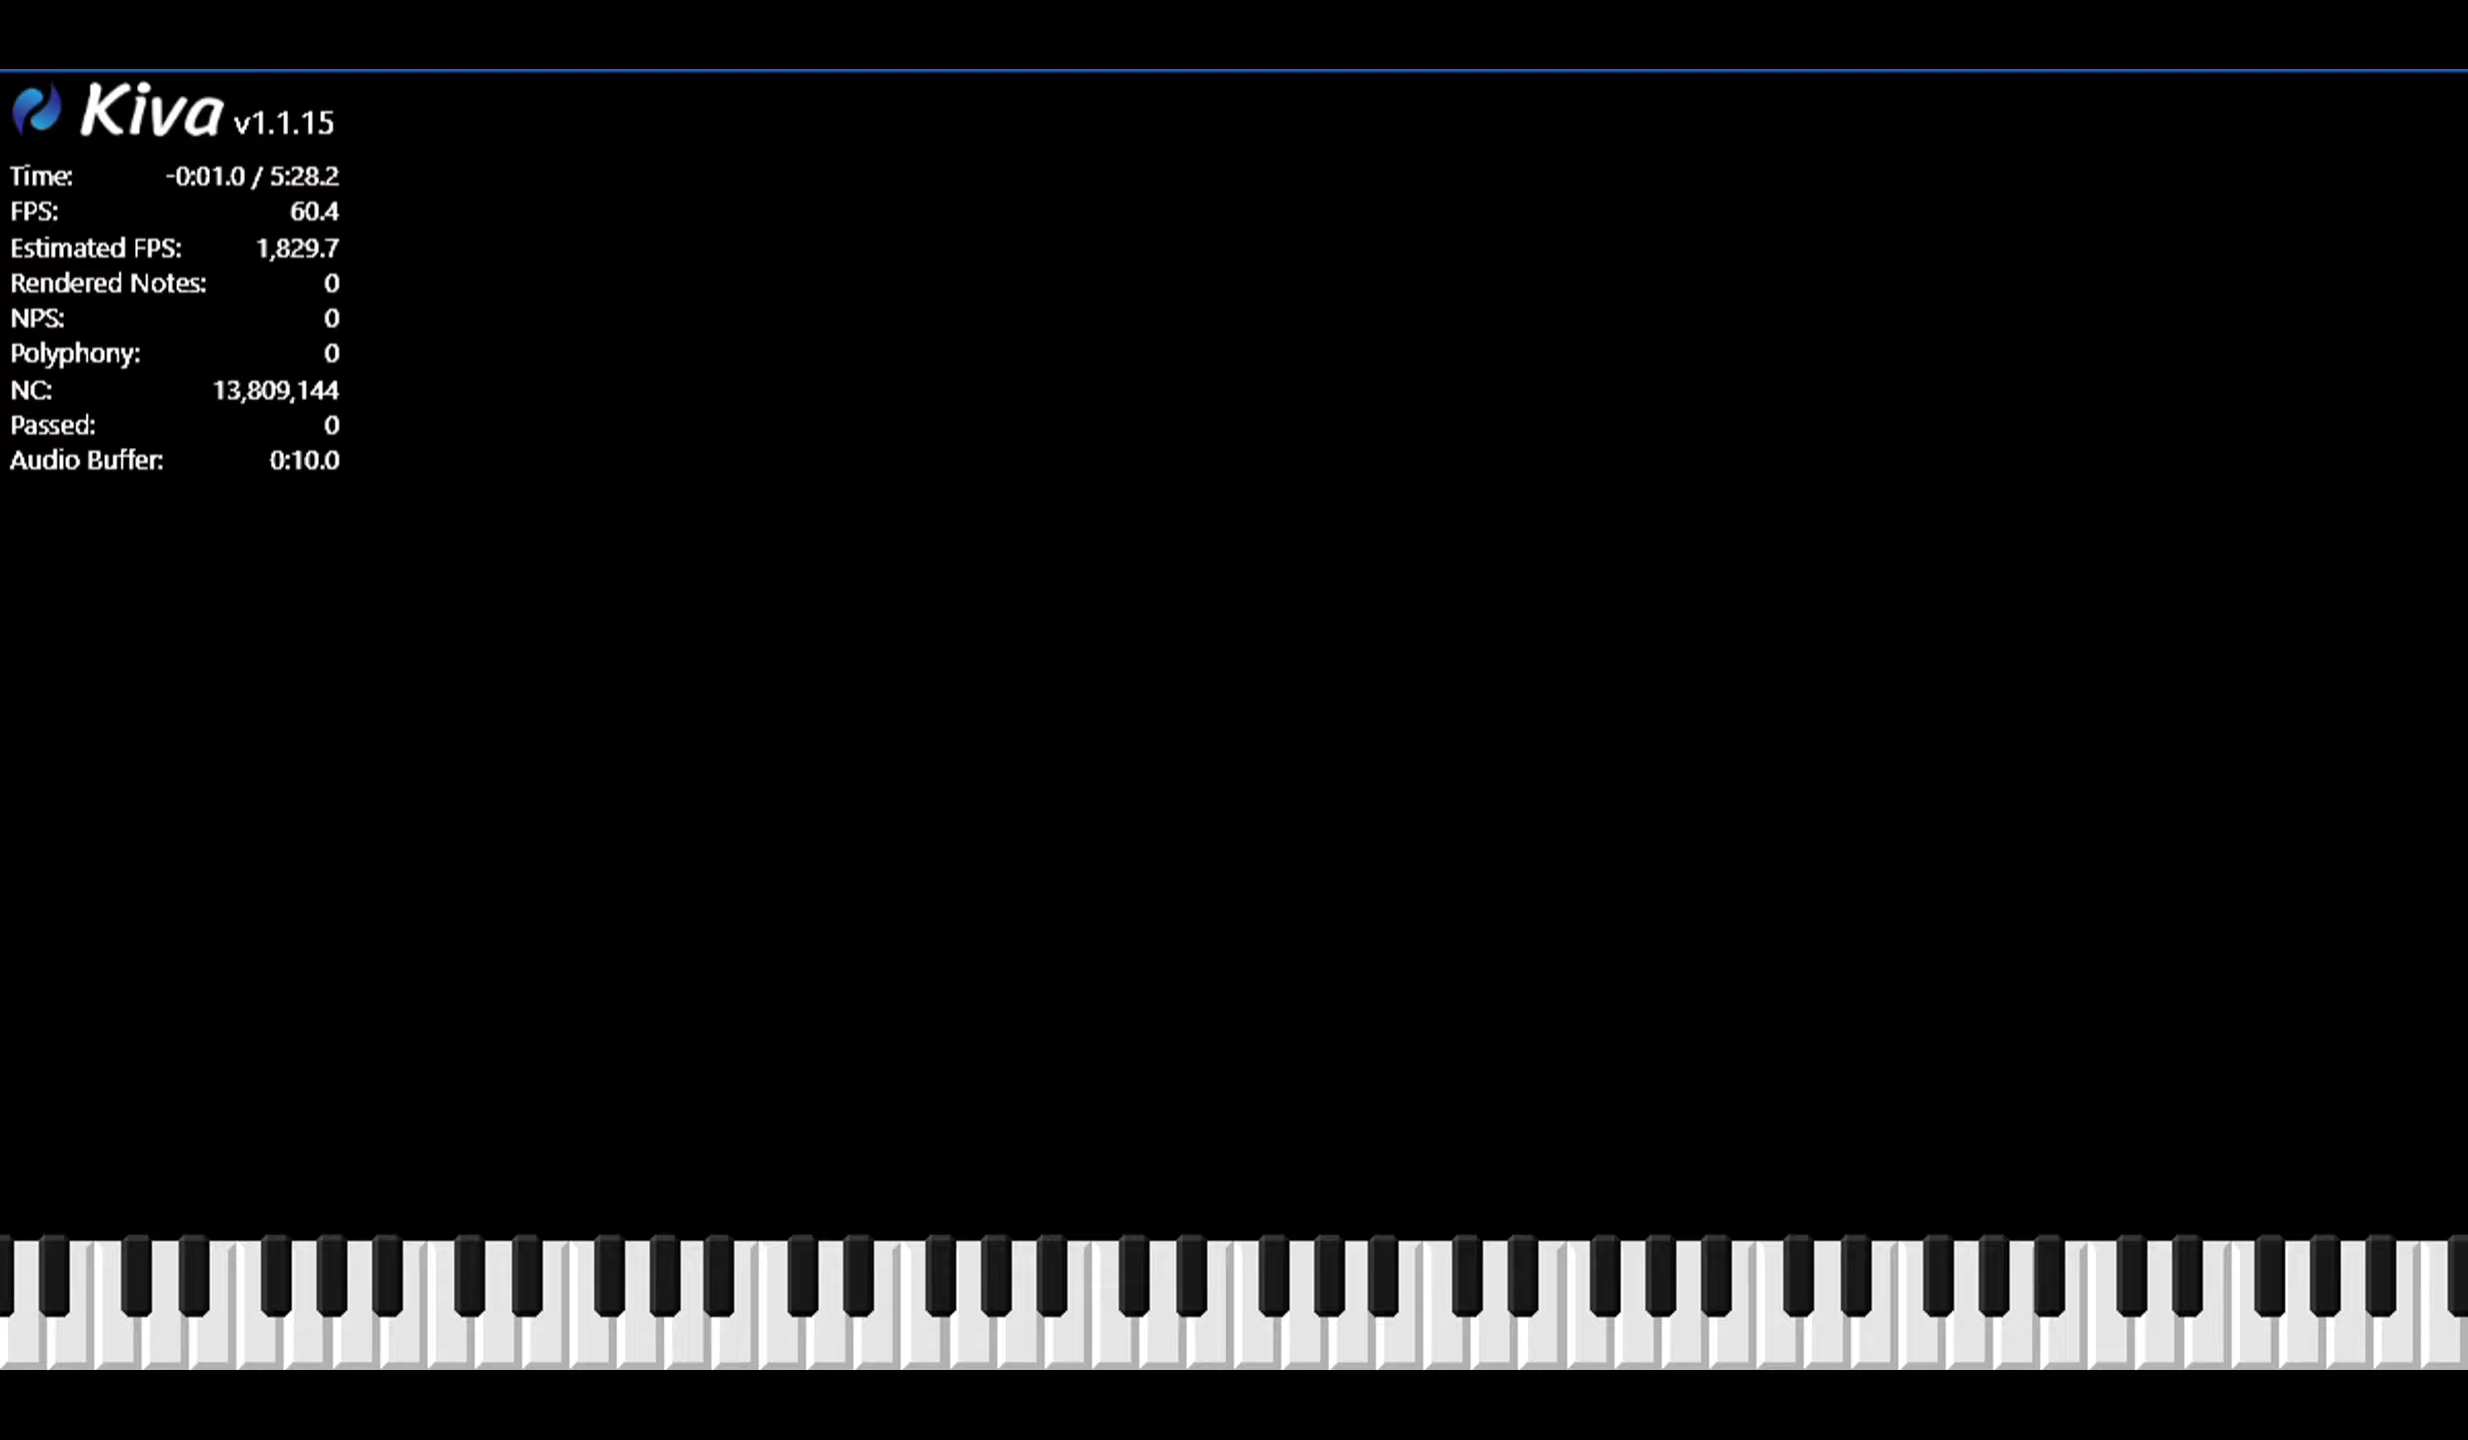 Kiva v1.1.15
Time: -0:01.0 / 5:28.2
FPS: 60.4
Estimated FPS: 1,829.7
Rendered Notes: 0
NPS: 0
Polyphony: 0
NC: 13,809,144
Passed: 0
Audio Buffer: 0:10.0